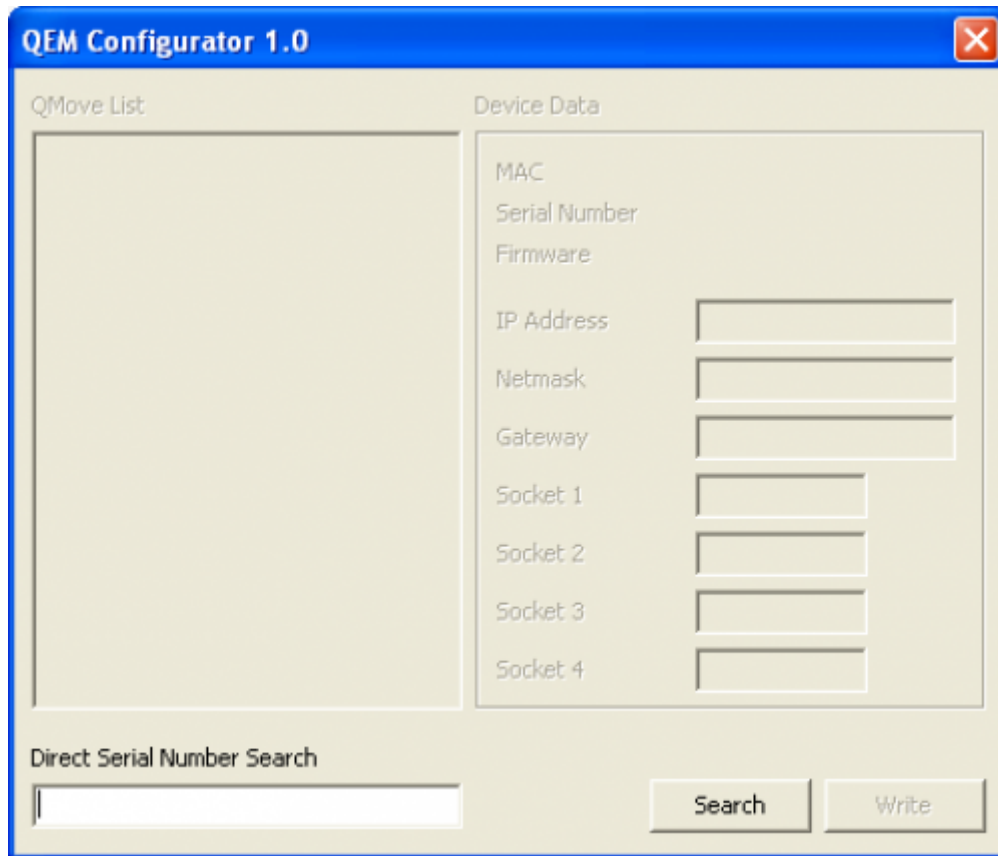 QEM Configurator 1.0
QMove List
Device Data
MAC
Serial Number
Firmware
IP Address
Netmask
Gateway
Socket 1
Socket 2
Socket 3
Socket 4
Direct Serial Number Search
Search
Write